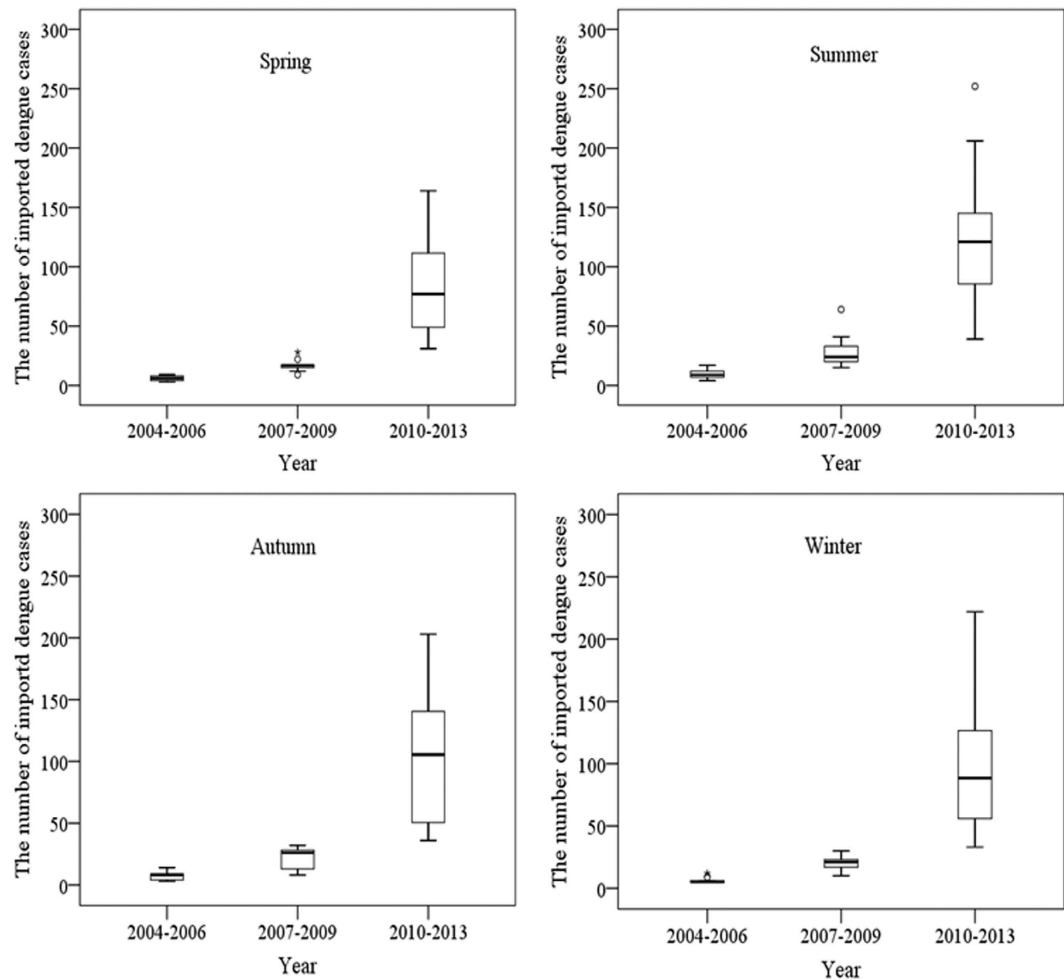 The number of imported dengue cases
Spring
300
250
200
150
100
50
0
2004-2006 2007-2009 2010-2013
Year
The number of importd dengue cases
Summer
300
250
200
150
100
50
0
2004-2006 2007-2009 2010-2013
Year
The number of importd dengue cases
Autumn
300
250
200
150
100
50
0
2004-2006 2007-2009 2010-2013
Year
The number of imported dengue cases
Winter
300
250
200
150
100
50
0
2004-2006 2007-2009 2010-2013
Year